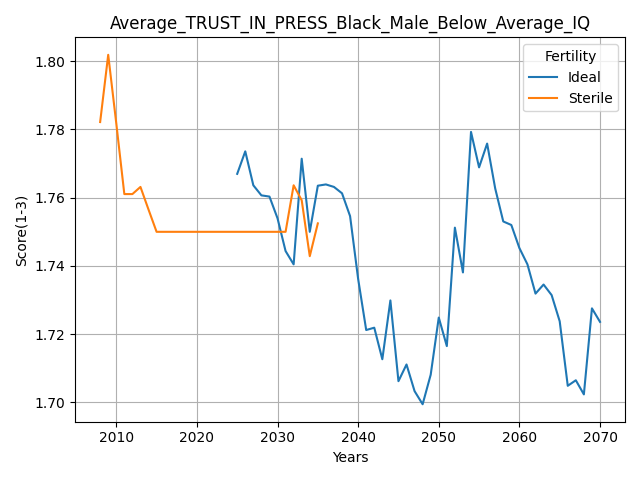 Average_TRUST_IN_PRESS_Black_Male_Below_Average_IQ
Score(1-3)
1.80
1.78
1.76
1.74
1.72
1.70
Fertility
Ideal
Sterile
2010 2020 2030 2040 2050 2060 2070
Years